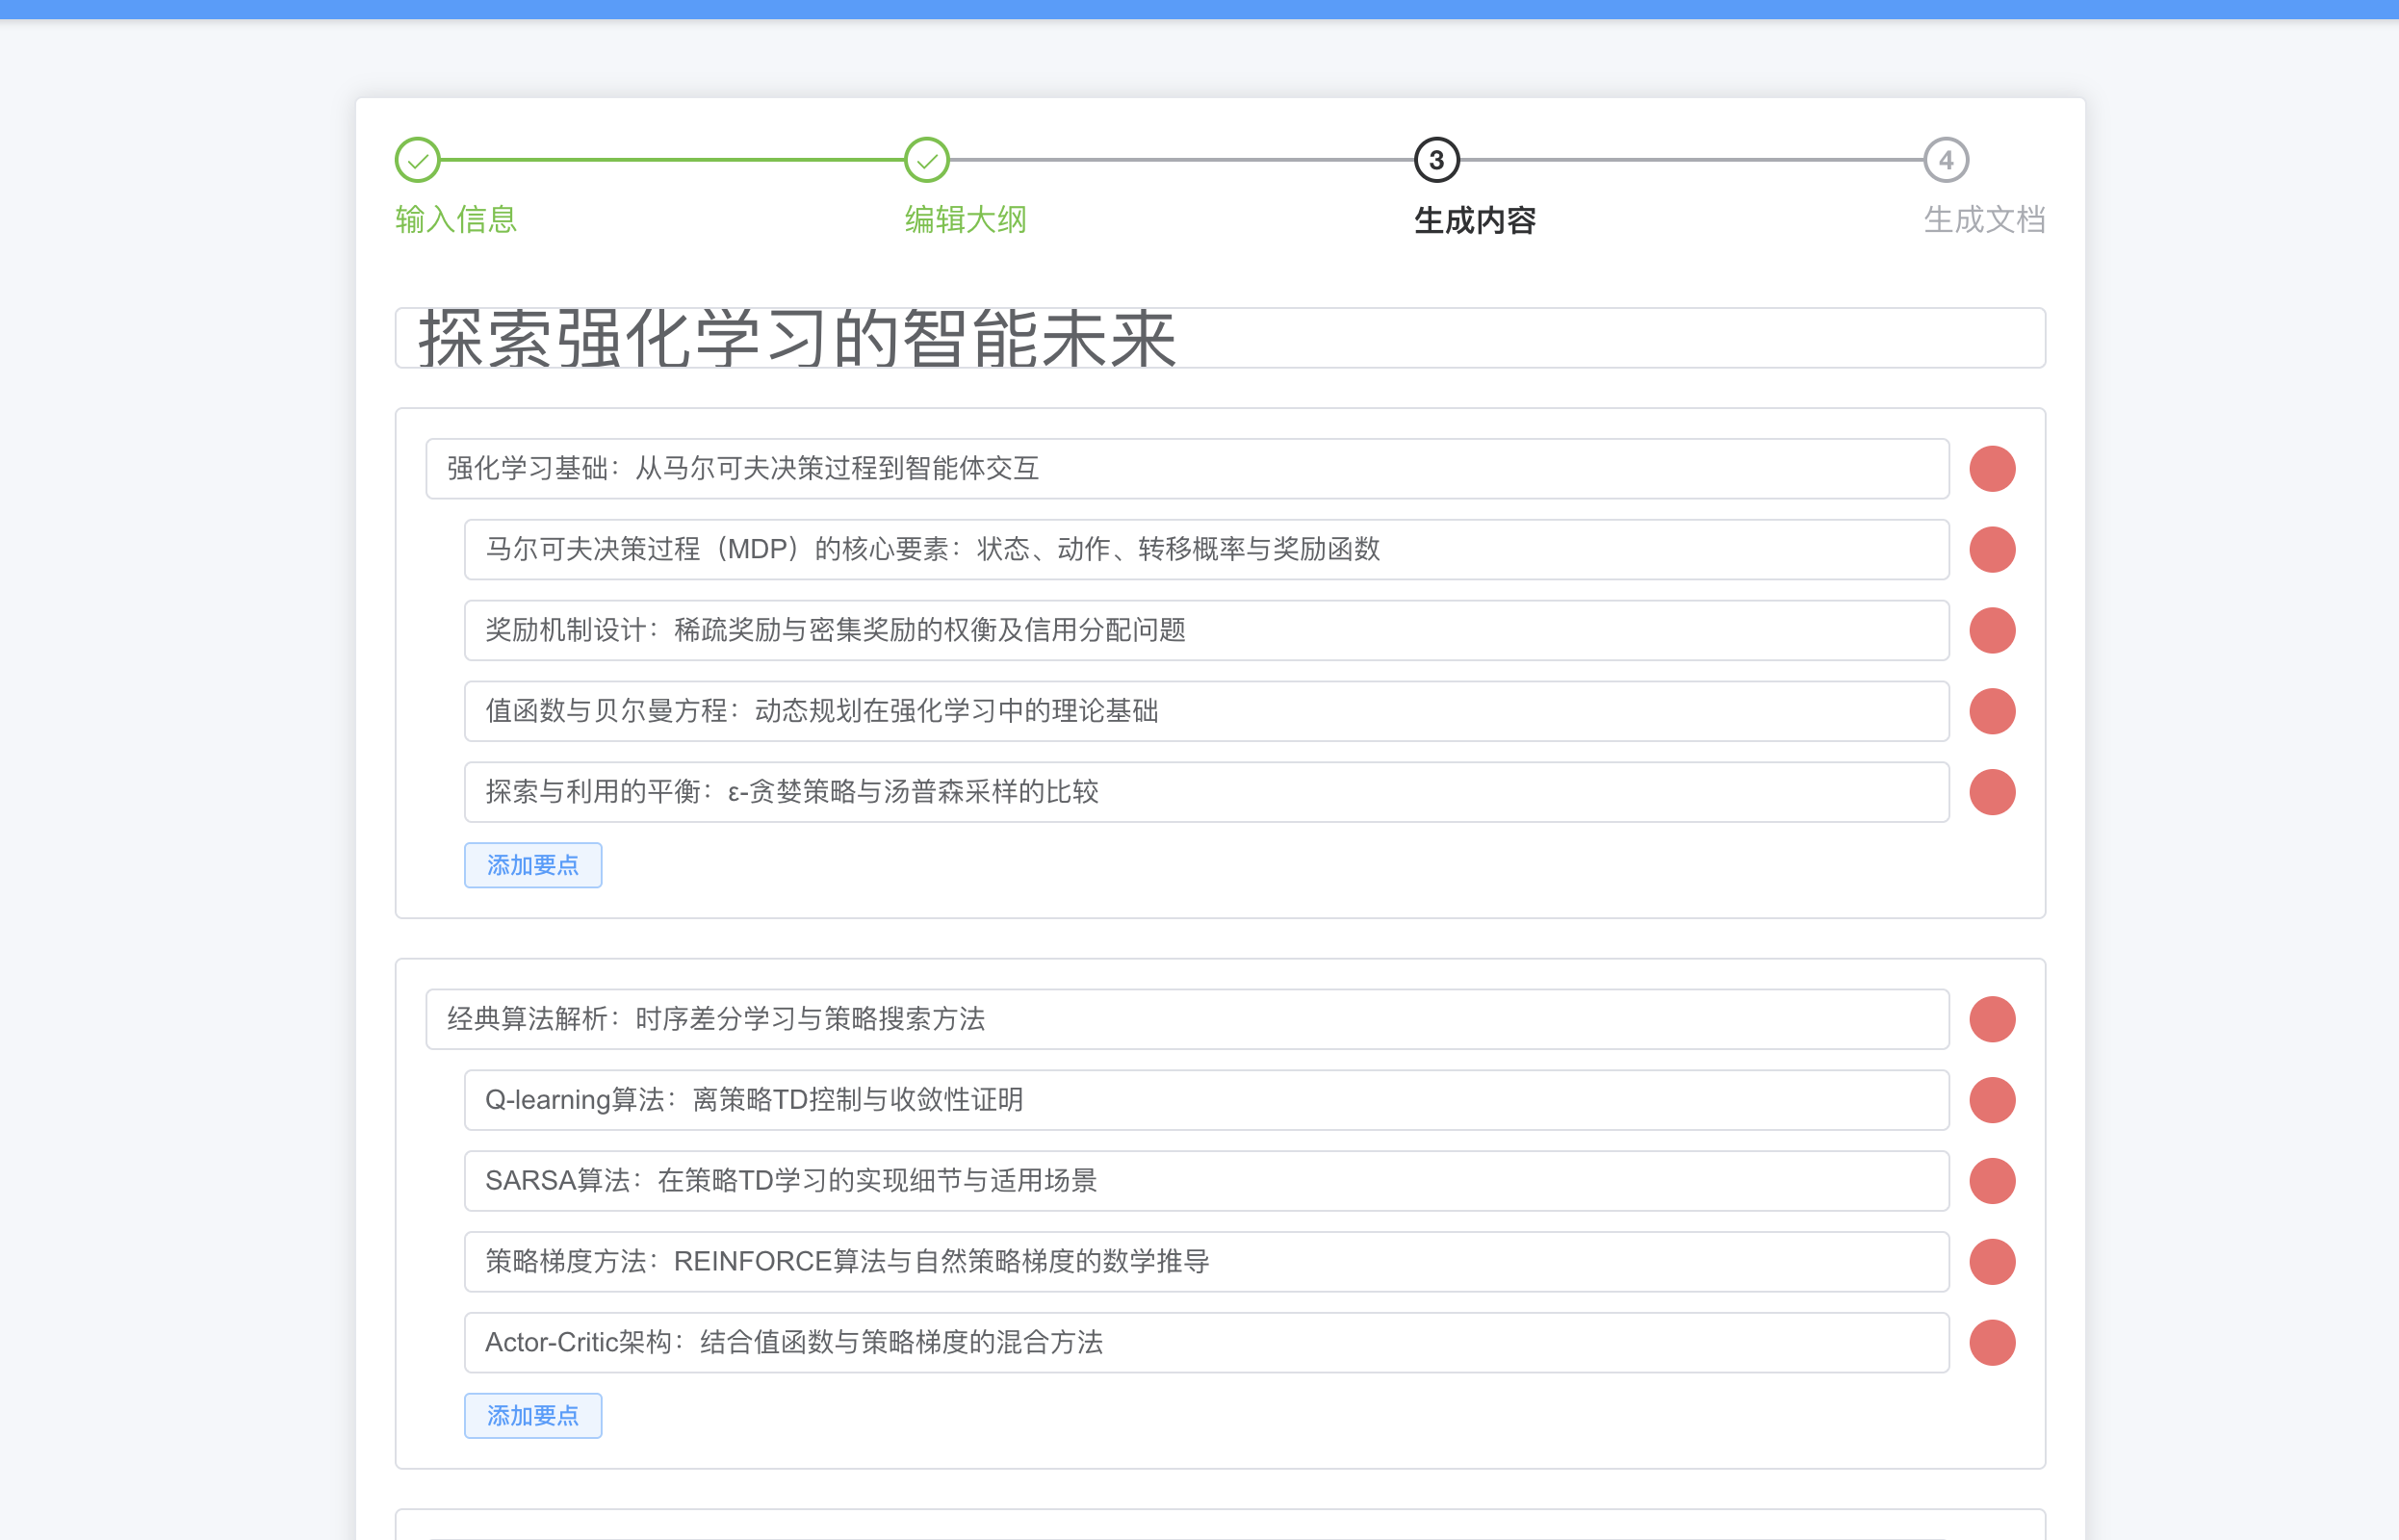 3
4
输入信息
编辑大纲
生成内容
生成文档
探索强化学习的智能未来
强化学习基础：从马尔可夫决策过程到智能体交互
马尔可夫决策过程（MDP）的核心要素：状态、动作、转移概率与奖励函数
奖励机制设计：稀疏奖励与密集奖励的权衡及信用分配问题
值函数与贝尔曼方程：动态规划在强化学习中的理论基础
探索与利用的平衡：ε-贪婪策略与汤普森采样的比较
添加要点
经典算法解析：时序差分学习与策略搜索方法
Q-learning算法：离策略TD控制与收敛性证明
SARSA算法：在策略TD学习的实现细节与适用场景
策略梯度方法：REINFORCE算法与自然策略梯度的数学推导
Actor-Critic架构：结合值函数与策略梯度的混合方法
添加要点